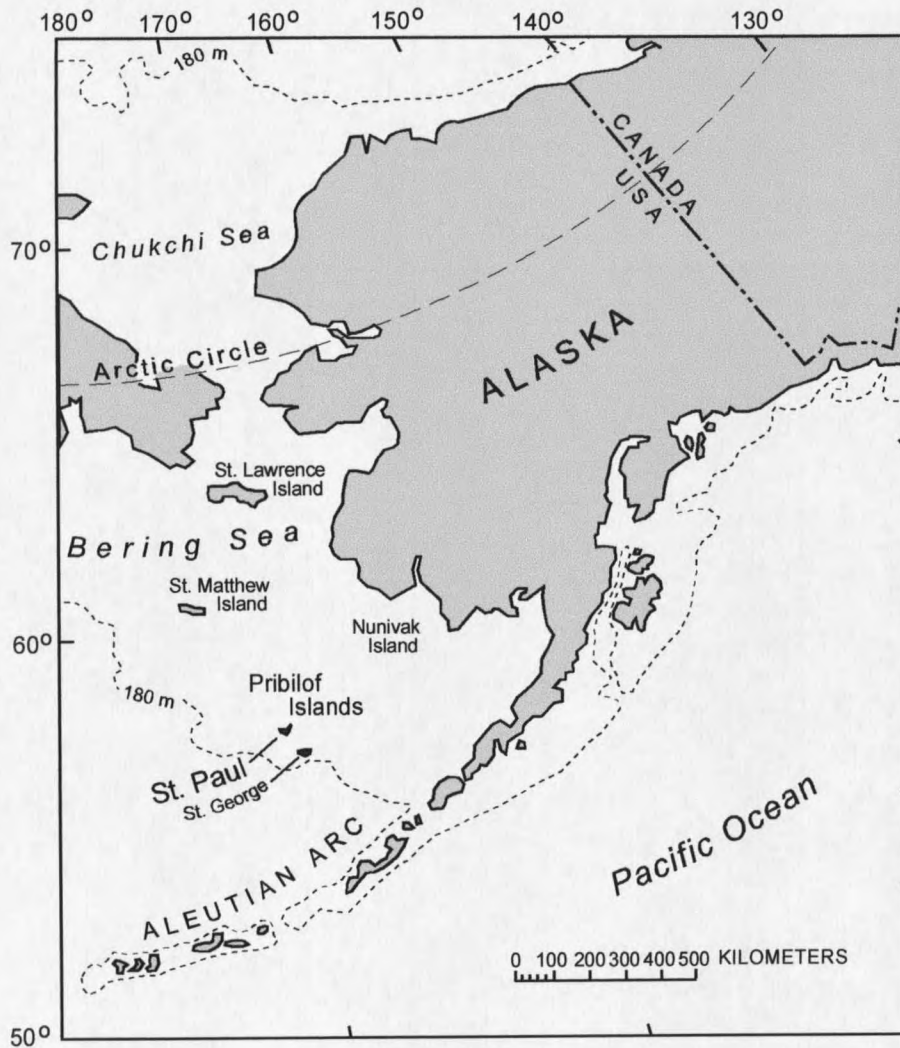 180° 170° 160° 150° 140° 130°
180 m
CANADA
USA
Chukchi Sea
70°
ALASKA
Arctic Circle
St. Lawrence
Island
Bering Sea
St. Matthew
Island
Nunivak
Island
60°
180 m
Pribilof
Islands
St. Paul
St. George
Pacific Ocean
ALEUTIAN ARC
0 100 200 300 400 500 KILOMETERS
50°